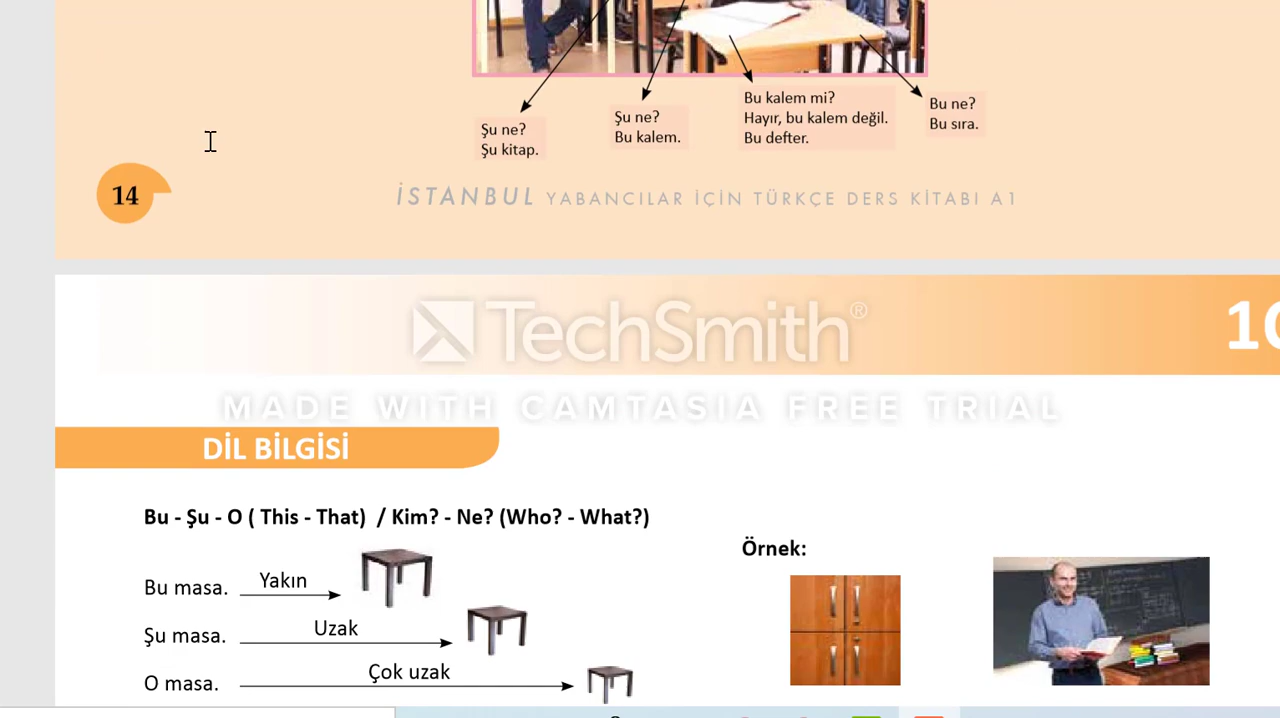 Şu ne?
Şu kitap.
Şu ne?
Bu kalem.
Bu kalem mi?
Hayır, bu kalem değil.
Bu defter.
Bu ne?
Bu sıra.
14
İSTANBUL YABANCILAR İÇİN TÜRKÇE DERS KİTABI A1
TechSmith®
MADE WITH CAMTASIA FREE TRIAL
DİL BİLGİSİ
Bu - Şu - O ( This - That) / Kim? - Ne? (Who? - What?)
Örnek:
Bu masa. Yakın
Şu masa. Uzak
O masa. Çok uzak